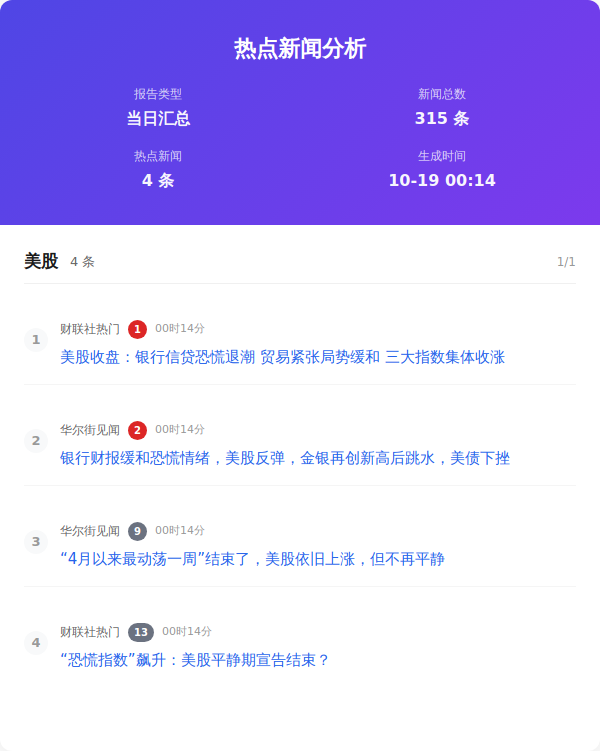 热点新闻分析
报告类型
当日汇总
新闻总数
315 条
热点新闻
4 条
生成时间
10-19 00:14
美股 4 条 1/1
1
财联社热门 1 00时14分
美股收盘：银行信贷恐慌退潮 贸易紧张局势缓和 三大指数集体收涨
2
华尔街见闻 2 00时14分
银行财报缓和恐慌情绪，美股反弹，金银再创新高后跳水，美债下挫
3
华尔街见闻 9 00时14分
“4月以来最动荡一周”结束了，美股依旧上涨，但不再平静
4
财联社热门 13 00时14分
“恐慌指数”飙升：美股平静期宣告结束？